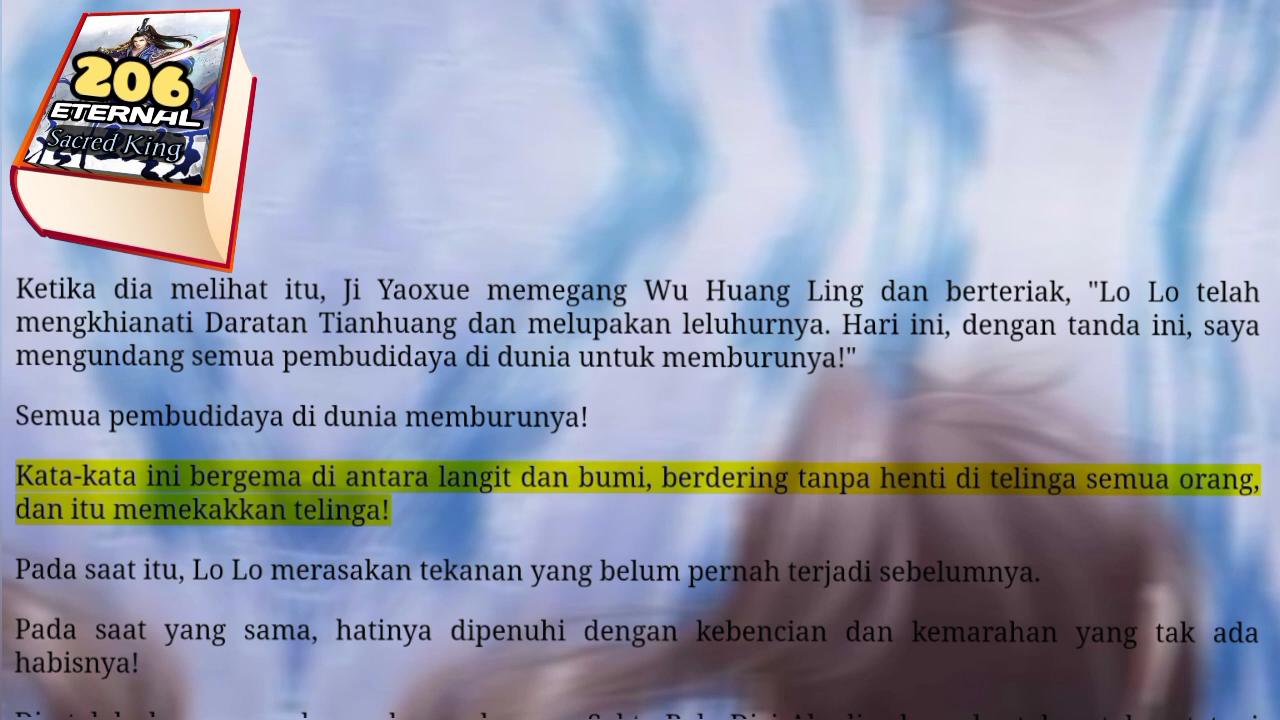 206
ETERNAL
Sacred King
Ketika dia melihat itu, Ji Yaoxue memegang Wu Huang Ling dan berteriak, "Lo Lo telah
mengkhianati Daratan Tianhuang dan melupakan leluhurnya. Hari ini, dengan tanda ini, saya
mengundang semua pembudidaya di dunia untuk memburunya!"
Semua pembudidaya di dunia memburunya!
Kata-kata ini bergema di antara langit dan bumi, berdering tanpa henti di telinga semua orang,
dan itu memekakkan telinga!
Pada saat itu, Lo Lo merasakan tekanan yang belum pernah terjadi sebelumnya.
Pada saat yang sama, hatinya dipenuhi dengan kebencian dan kemarahan yang tak ada
habisnya!